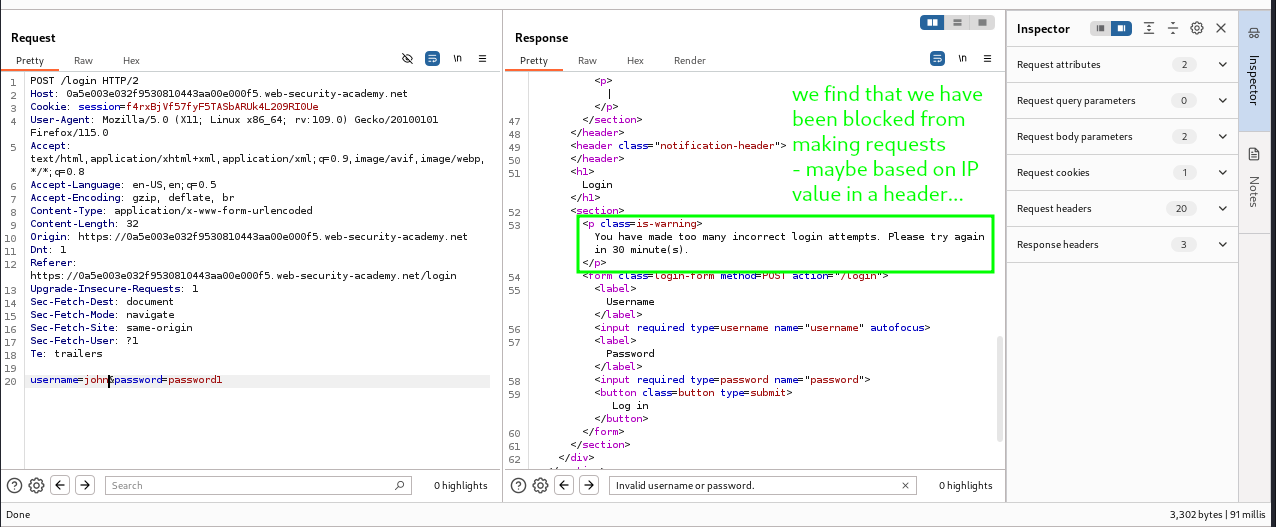 Request
Pretty Raw Hex \n
1 POST /login HTTP/2
2 Host: 0a5e003e032f9530810443aa00e000f5.web-security-academy.net
3 Cookie: session=f4rxBjVf57fyF5TASbARUk4L209RI0Ue
4 User-Agent: Mozilla/5.0 (X11; Linux x86_64; rv:109.0) Gecko/20100101
Firefox/115.0
5 Accept:
text/html,application/xhtml+xml,application/xml;q=0.9,image/avif,image/webp,
*/*;q=0.8
6 Accept-Language: en-US,en;q=0.5
7 Accept-Encoding: gzip, deflate, br
8 Content-Type: application/x-www-form-urlencoded
9 Content-Length: 32
10 Origin: https://0a5e003e032f9530810443aa00e000f5.web-security-academy.net
11 Dnt: 1
12 Referer:
https://0a5e003e032f9530810443aa00e000f5.web-security-academy.net/login
13 Upgrade-Insecure-Requests: 1
14 Sec-Fetch-Dest: document
15 Sec-Fetch-Mode: navigate
16 Sec-Fetch-Site: same-origin
17 Sec-Fetch-User: ?1
18 Te: trailers
19
20 username=john&password=password1
Search
0 highlights
Response
Pretty Raw Hex Render \n
<p>
|
</p>
47 </section>
48 </header>
49 <header class="notification-header">
50 </header>
51 <h1>
Login
</h1>
52 <section>
53 <p class=is-warning>
You have made too many incorrect login attempts. Please try again
in 30 minute(s).
</p>
54 <form class=login-form method=POST action="/login">
55 <label>
Username
</label>
56 <input required type=username name="username" autofocus>
57 <label>
Password
</label>
58 <input required type=password name="password">
59 <button class=button type=submit>
Log in
</button>
60 </form>
61 </section>
62 </div>
we find that we have
been blocked from
making requests
- maybe based on IP
value in a header...
Invalid username or password.
0 highlights
Inspector
Request attributes 2
Request query parameters 0
Request body parameters 2
Request cookies 1
Request headers 20
Response headers 3
Inspector
Notes
Done
3,302 bytes | 91 millis